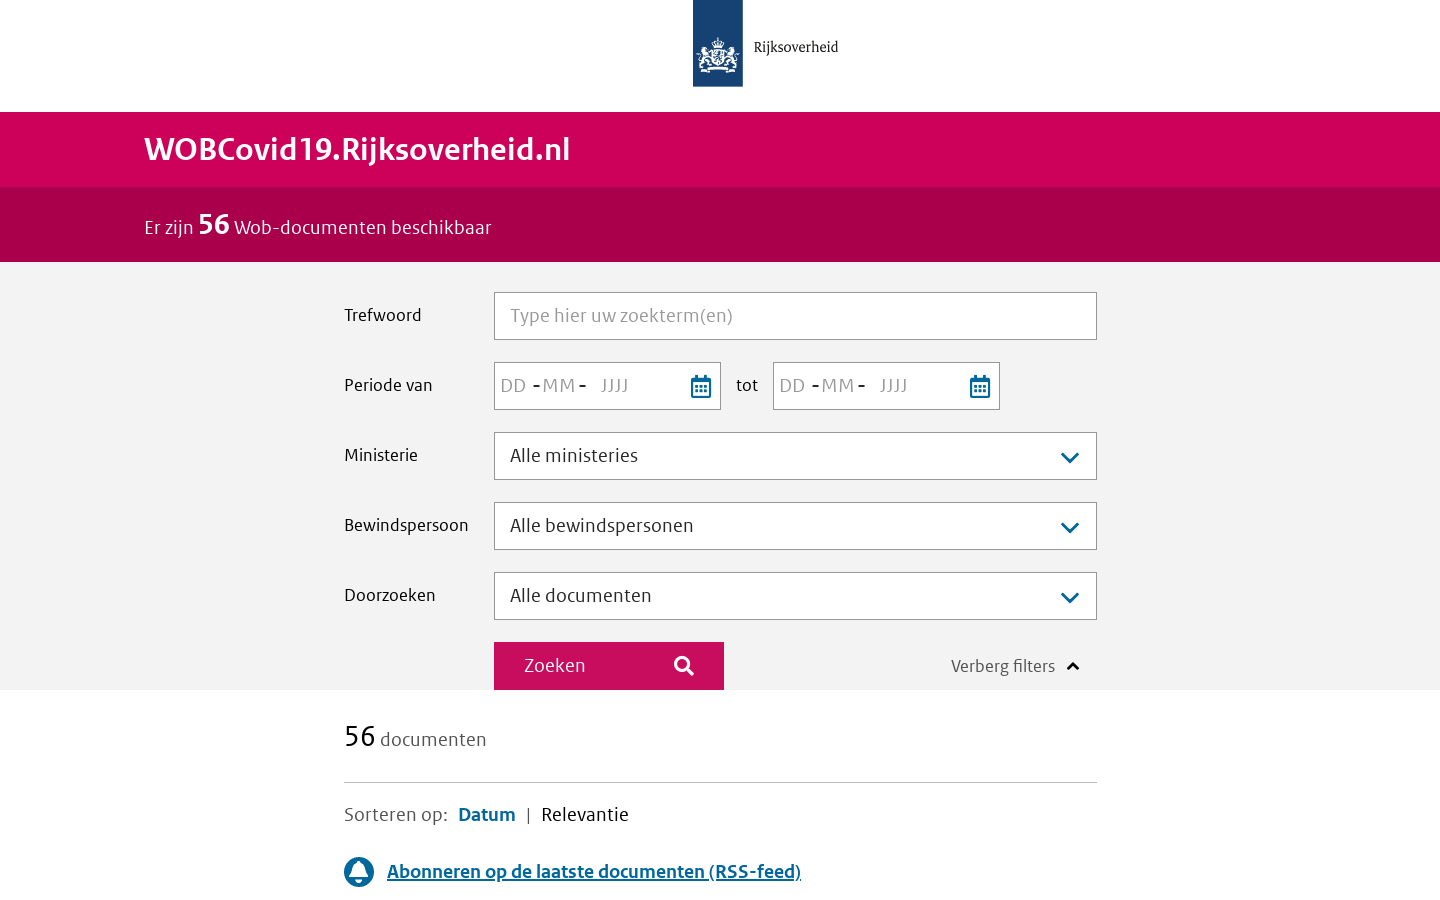 Rijksoverheid
WOBCovid19.Rijksoverheid.nl
Er zijn 56 Wob-documenten beschikbaar
Trefwoord Type hier uw zoekterm(en)
Periode van DD - MM - JJJJ tot DD - MM - JJJJ
Ministerie Alle ministeries
Bewindspersoon Alle bewindspersonen
Doorzoeken Alle documenten
Zoeken Verberg filters
56 documenten
Sorteren op: Datum | Relevantie
Abonneren op de laatste documenten (RSS-feed)